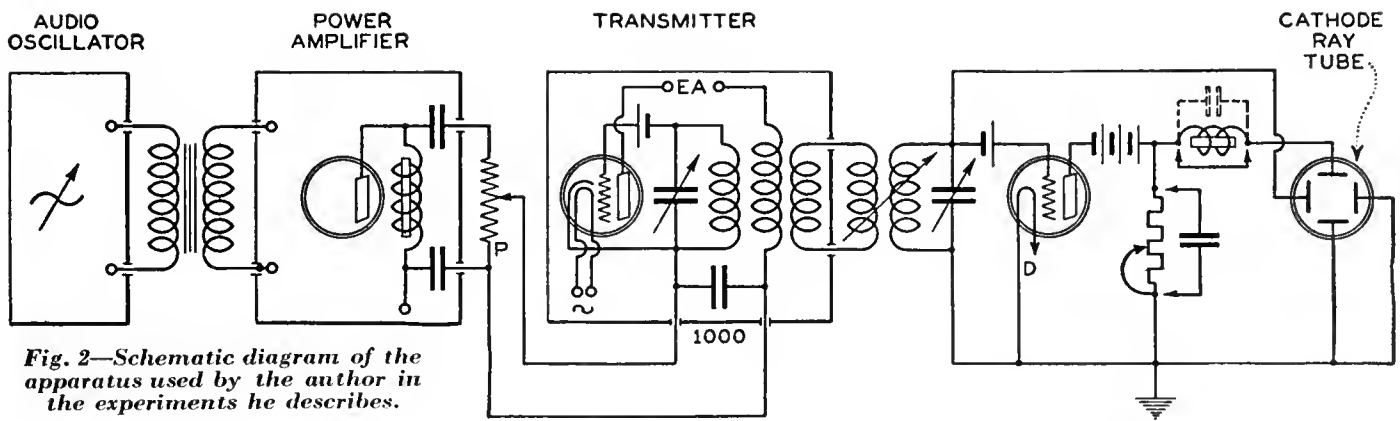 AUDIO
OSCILLATOR
POWER
AMPLIFIER
TRANSMITTER
CATHODE
RAY
TUBE
EA
P
D
1000
Fig. 2—Schematic diagram of the
apparatus used by the author in
the experiments he describes.